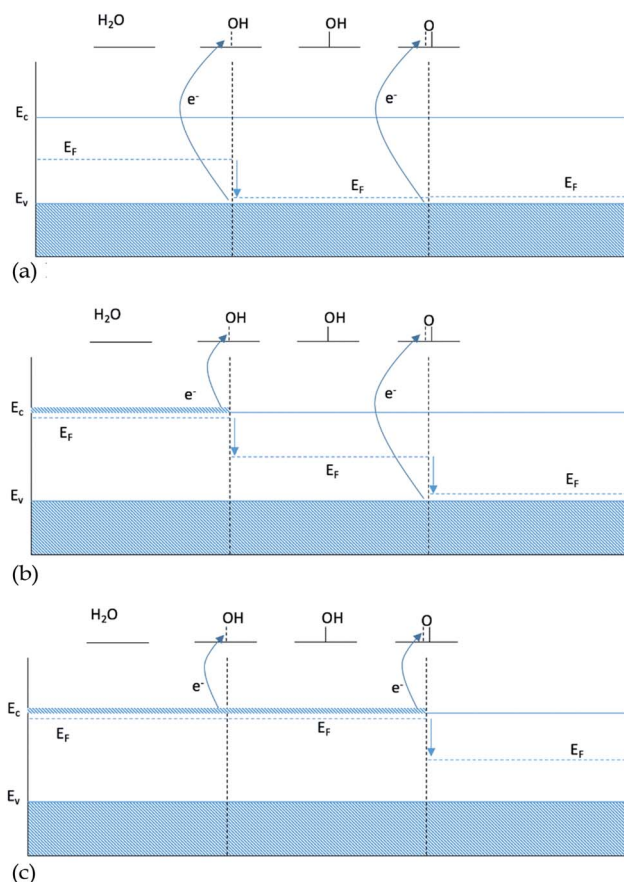 H₂O OH OH O
e⁻ e⁻
Ec
EF
EF EF
Ev
(a)
H₂O OH OH O
e⁻ e⁻
Ec
EF
EF
EF
Ev
(b)
H₂O OH OH O
e⁻ e⁻
Ec
EF EF
EF
Ev
(c)